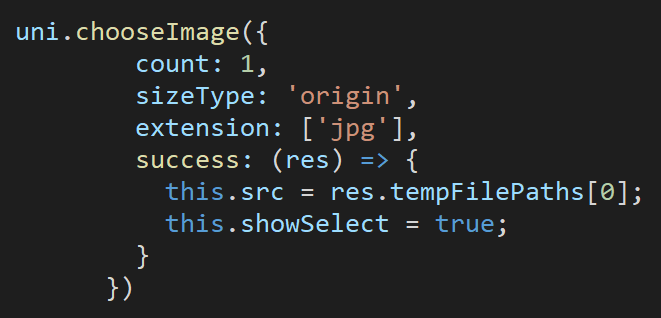 uni.chooseImage({
        count: 1,
        sizeType: 'origin',
        extension: ['jpg'],
        success: (res) => {
          this.src = res.tempFilePaths[0];
          this.showSelect = true;
        }
      })